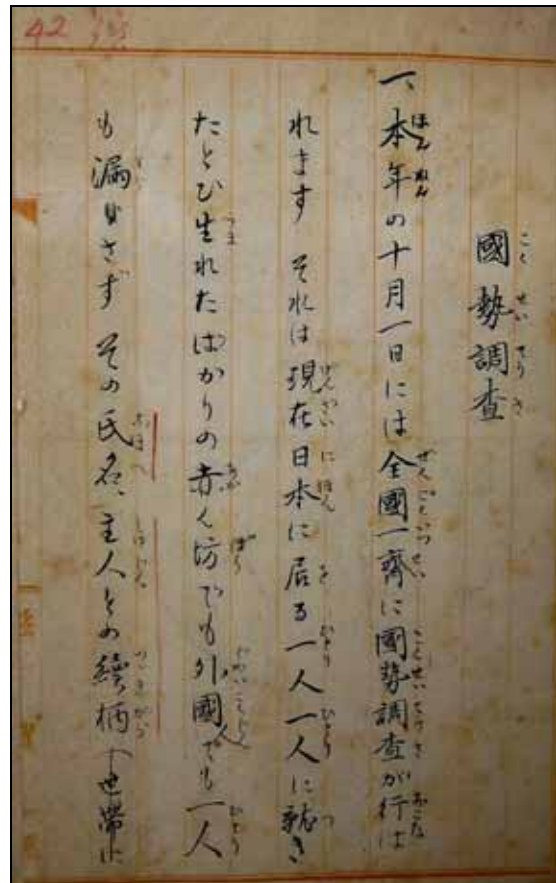 42
國勢調査
一、本年の十月一日には全國一齊に國勢調査が行は
れます それは現在日本に居る一人一人に就き
たとひ生れたばかりの赤ん坊でも外國人でも一人
も漏さず その氏名、主人との續柄